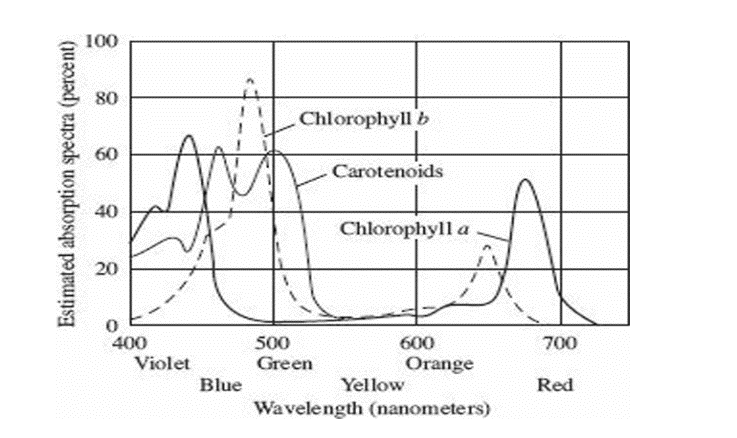 Estimated absorption spectra (percent)
100
80
60
40
20
0
Chlorophyll b
Carotenoids
Chlorophyll a
400 500 600 700
Violet Green Orange
Blue Yellow Red
Wavelength (nanometers)